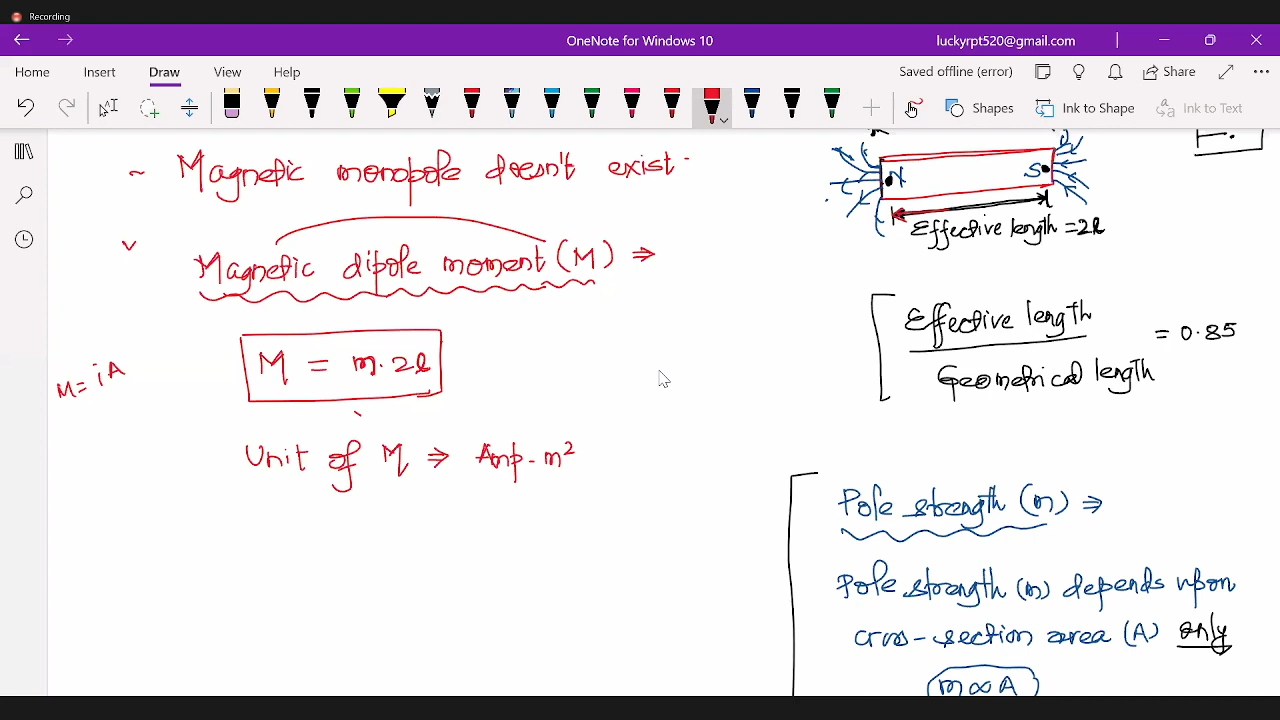 Recording
OneNote for Windows 10
luckyrpt520@gmail.com
Home Insert Draw View Help
Saved offline (error)
Share
Shapes
Ink to Shape
Ink to Text
~ Magnetic monopole doesn't exist
Magnetic dipole moment (M) ⇒
M = m.2l
M = iA
Unit of M ⇒ Amp-m²
N S
Effective length = 2l
Effective length
Geometrical length
= 0.85
Pole strength (m) ⇒
Pole strength (m) depends upon
cross-section area (A) only
m ∝ A